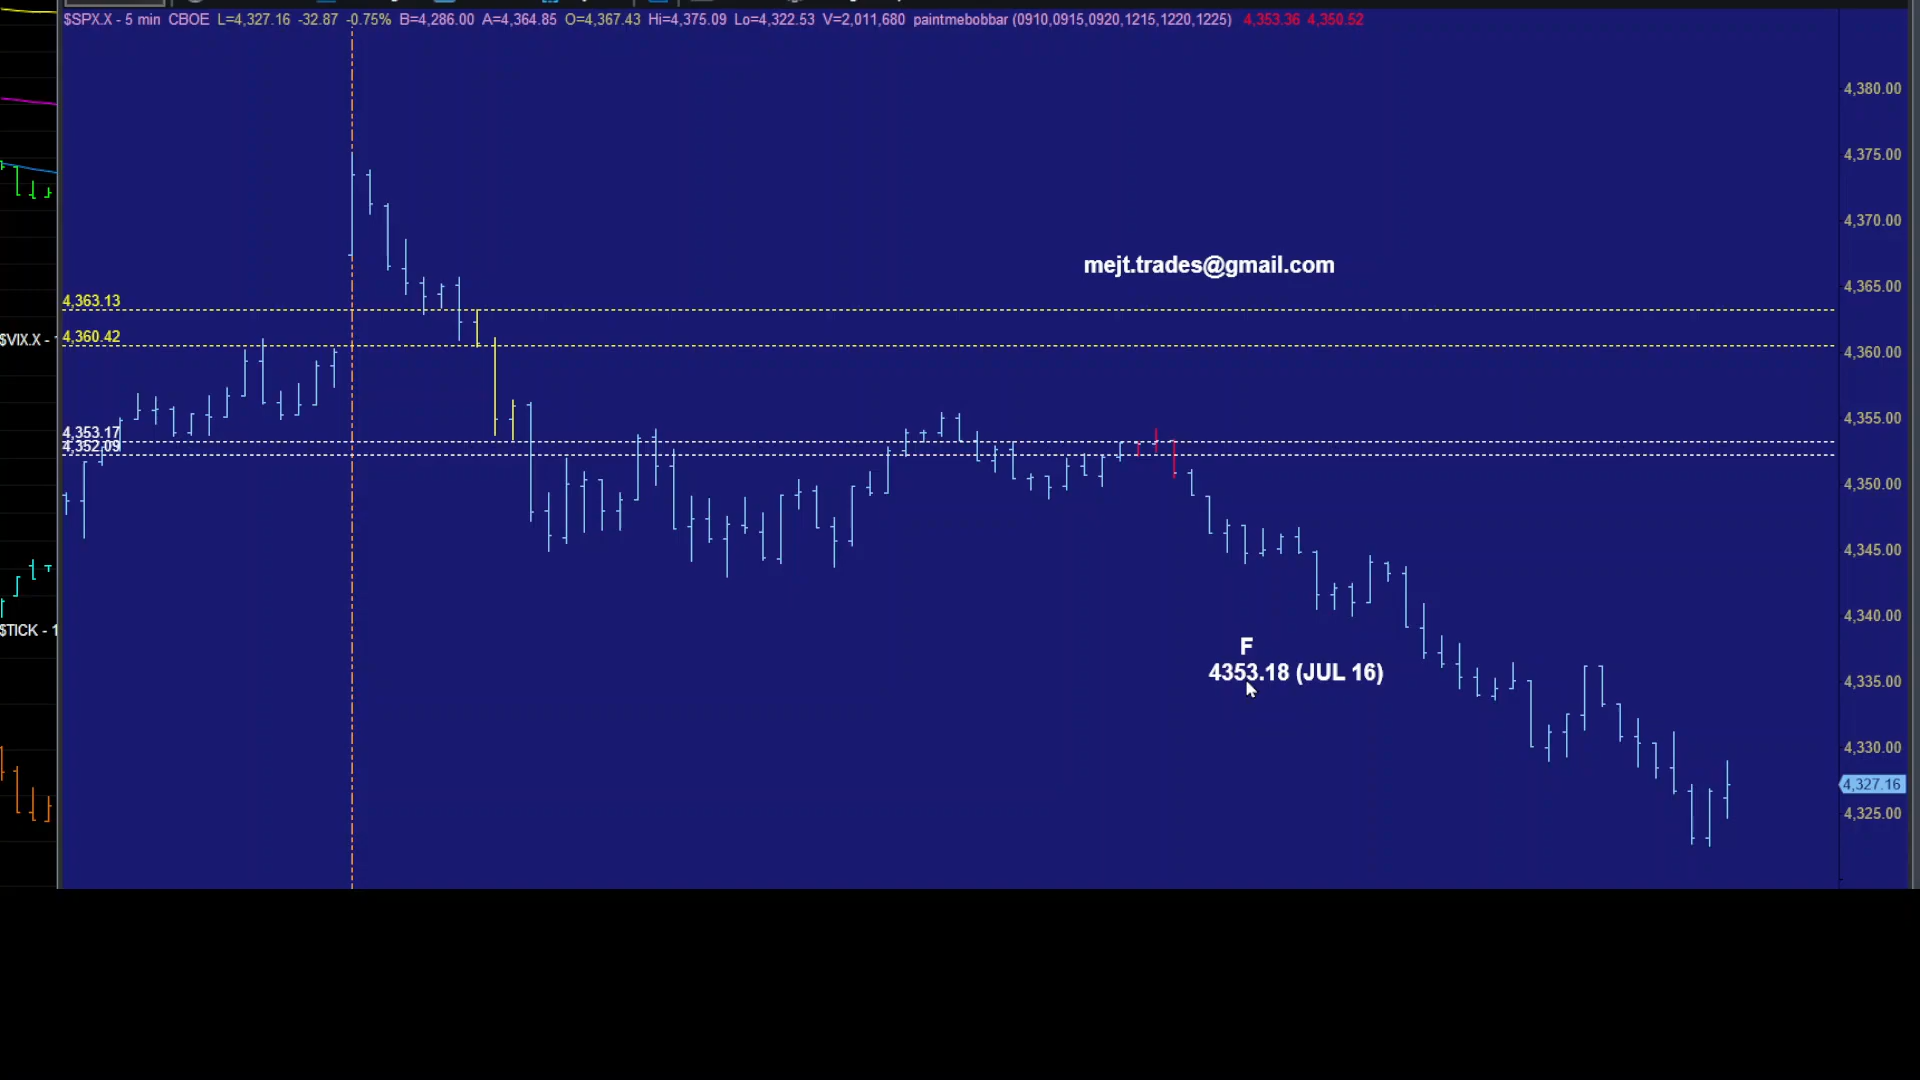 $SPX.X - 5 min CBOE L=4,327.16 -32.87 -0.75% B=4,286.00 A=4,364.85 O=4,367.43 Hi=4,375.09 Lo=4,322.53 V=2,011,680 paintmebobbar (0910,0915,0920,1215,1220,1225) 4,353.36 4,350.52
4,380.00
4,375.00
4,370.00
mejt.trades@gmail.com
4,365.00
4,363.13
4,360.42
$VIX.X -
4,360.00
4,355.00
4,353.17
4,352.09
4,350.00
4,345.00
4,340.00
$TICK - 1
F
4353.18 (JUL 16)
4,335.00
4,330.00
4,327.16
4,325.00